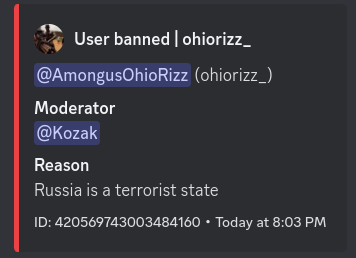 User banned | ohiorizz_
@AmongusOhioRizz (ohiorizz_)
Moderator
@Kozak
Reason
Russia is a terrorist state
ID: 420569743003484160 • Today at 8:03 PM